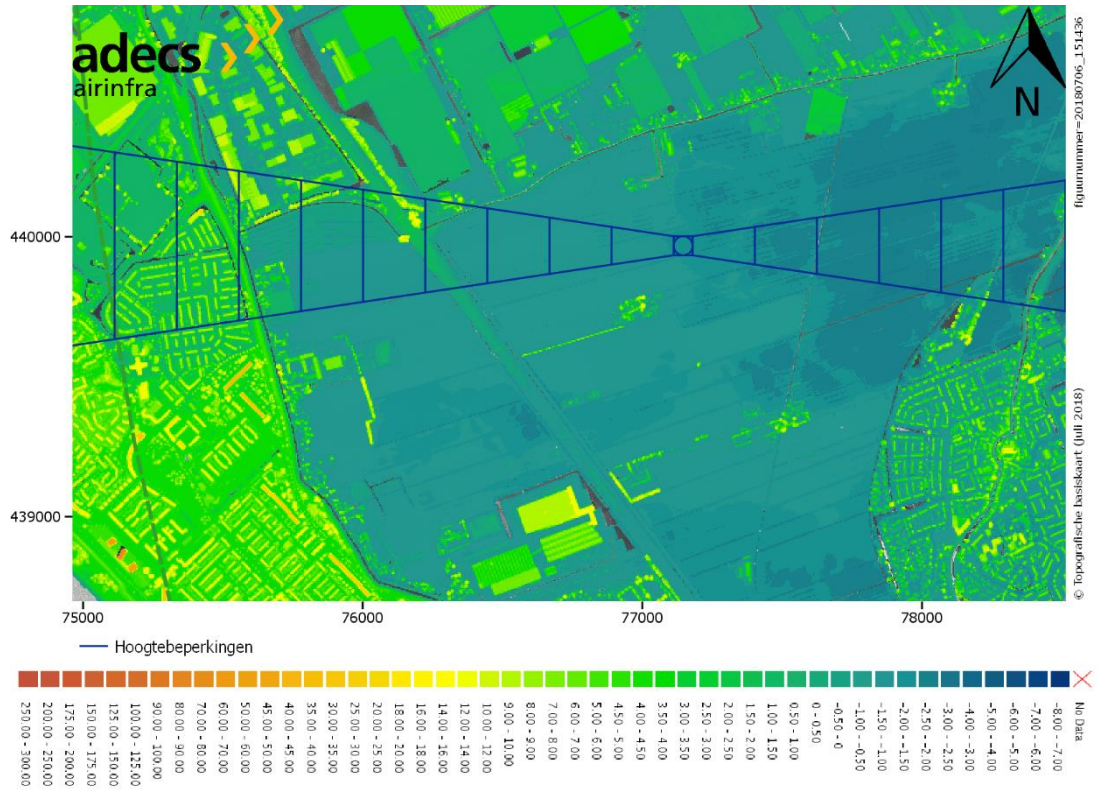 adecs
airinfra
N
figuurnummer=20180706_151436
© Topografische basiskaart (Juli 2018)
440000
439000
75000
76000
77000
78000
Hoogtebeperkingen
250.00 - 300.00
200.00 - 250.00
175.00 - 200.00
150.00 - 175.00
125.00 - 150.00
100.00 - 125.00
90.00 - 100.00
80.00 - 90.00
70.00 - 80.00
60.00 - 70.00
50.00 - 60.00
45.00 - 50.00
40.00 - 45.00
35.00 - 40.00
30.00 - 35.00
25.00 - 30.00
20.00 - 25.00
18.00 - 20.00
16.00 - 18.00
14.00 - 16.00
12.00 - 14.00
10.00 - 12.00
9.00 - 10.00
8.00 - 9.000
7.00 - 8.00
6.00 - 7.00
5.00 - 6.00
4.50 - 5.00
4.00 - 4.50
3.50 - 4.00
3.00 - 3.50
2.50 - 3.00
2.00 - 2.50
1.50 - 2.00
1.00 - 1.50
0.50 - 1.00
0 - 0.50
-0.50 - 0
-1.00 - -0.50
-1.50 - -1.00
-2.00 - -1.50
-2.50 - -2.00
-3.00 - -2.50
-4.00 - -3.00
-5.00 - -4.00
-6.00 - -5.00
-7.00 - -6.00
-8.00 - -7.00
No Data